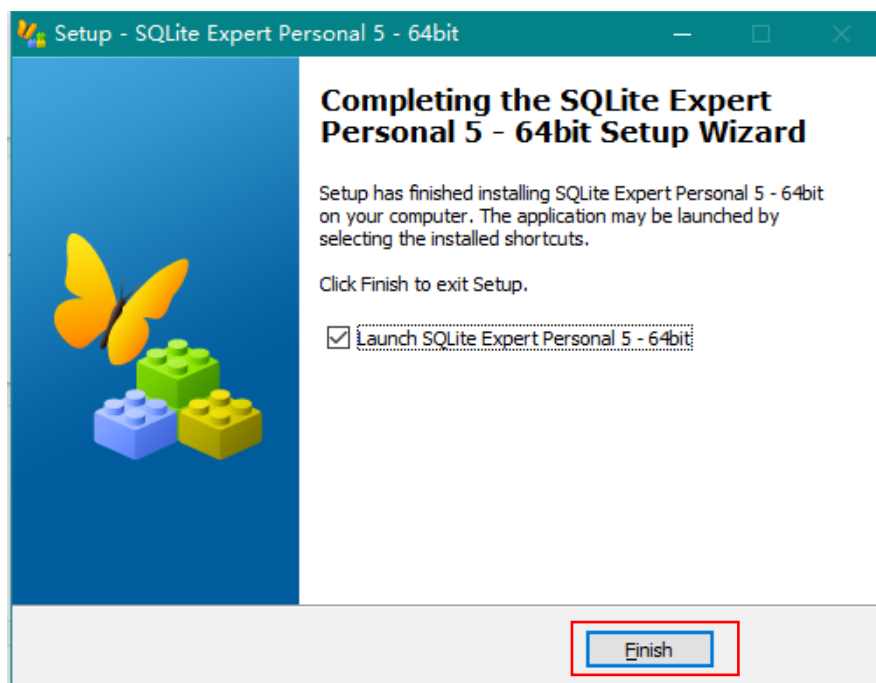 Setup - SQLite Expert Personal 5 - 64bit
Completing the SQLite Expert
Personal 5 - 64bit Setup Wizard
Setup has finished installing SQLite Expert Personal 5 - 64bit
on your computer. The application may be launched by
selecting the installed shortcuts.
Click Finish to exit Setup.
Launch SQLite Expert Personal 5 - 64bit
Finish